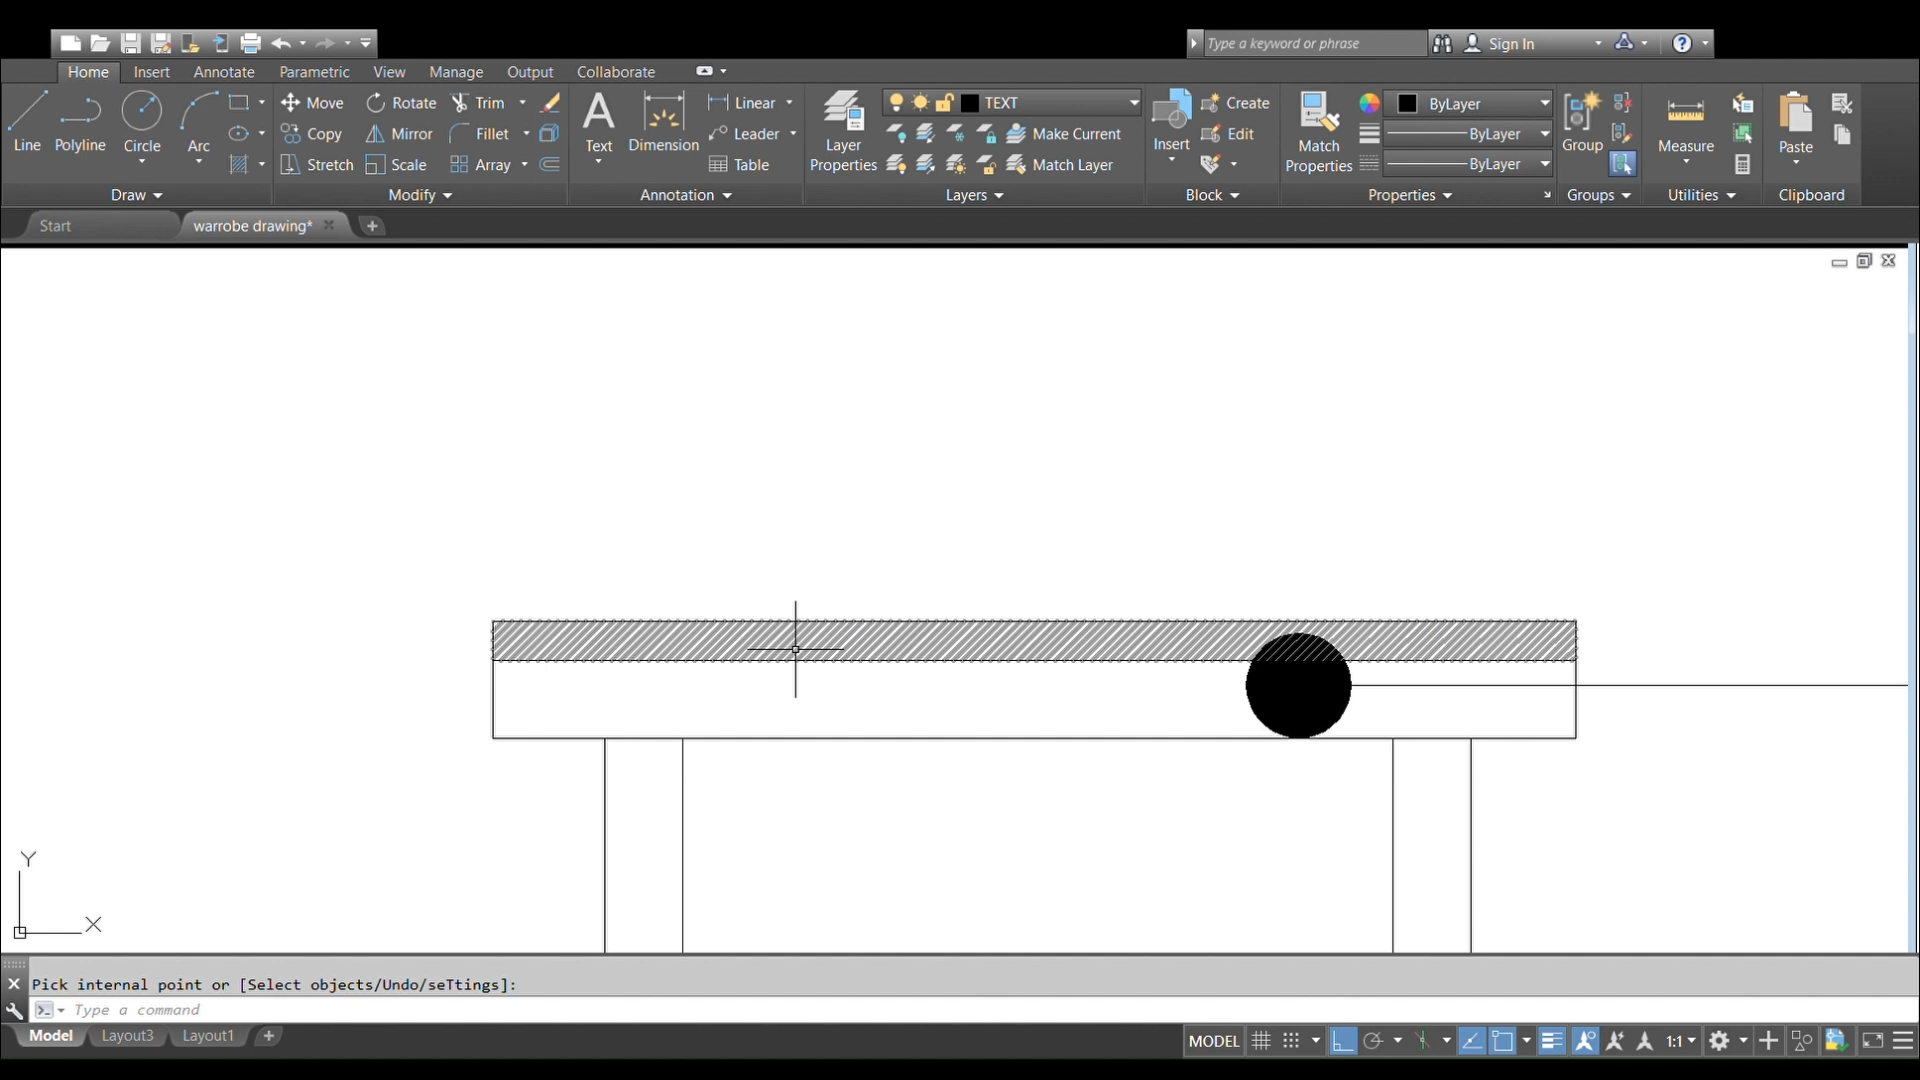 Type a keyword or phrase
Sign In
Home Insert Annotate Parametric View Manage Output Collaborate
Line Polyline Circle Arc
Move Rotate Trim
Copy Mirror Fillet
Stretch Scale Array
Text Dimension
Linear
Leader
Table
Layer Properties
TEXT
Make Current
Match Layer
Insert
Create
Edit
Match Properties
ByLayer
ByLayer
ByLayer
Group
Measure
Paste
Draw Modify Annotation Layers Block Properties Groups Utilities Clipboard
Start warrobe drawing*
Y
X
Pick internal point or [Select objects/Undo/seTtings]:
Type a command
Model Layout3 Layout1
MODEL 1:1